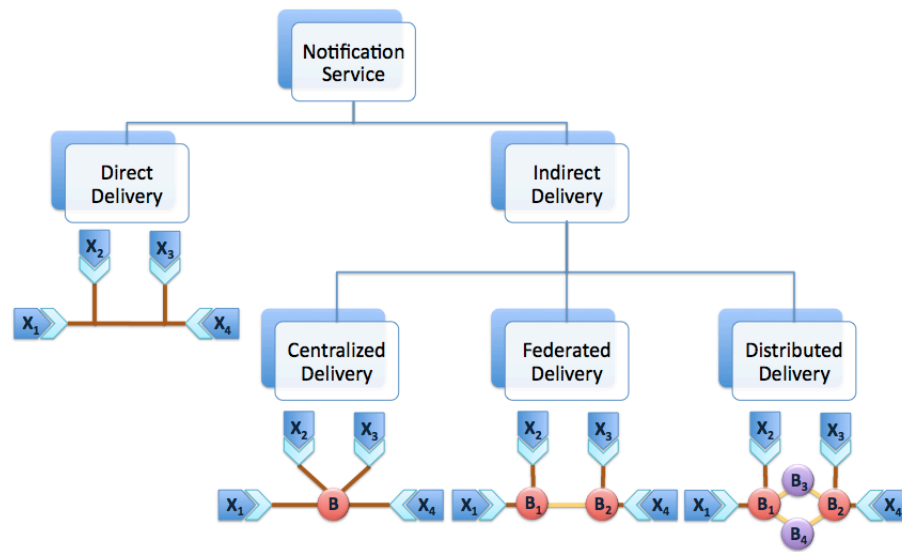 Notification
Service
Direct
Delivery
Indirect
Delivery
X₂ X₃
X₁ X₄
Centralized
Delivery
Federated
Delivery
Distributed
Delivery
X₂ X₃ X₂ X₃ X₂ X₃
B₃
X₁ B X₄ X₁ B₁ B₂ X₄ X₁ B₁ B₂ X₄
B₄